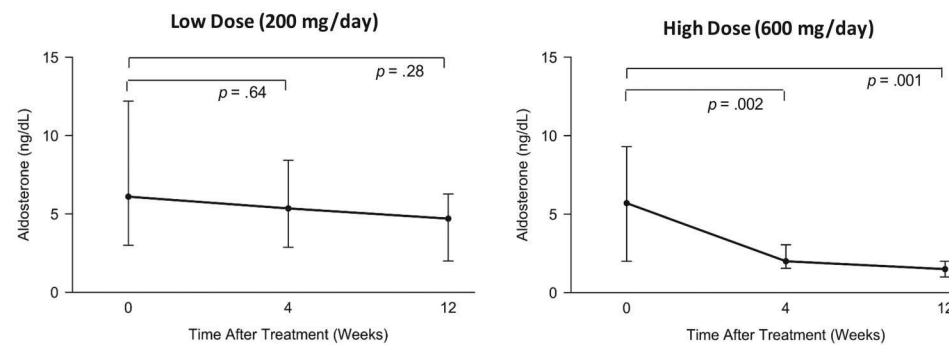 Low Dose (200 mg/day)
15
10
5
0
Aldosterone (ng/dL)
p = .28
p = .64
0 4 12
Time After Treatment (Weeks)
High Dose (600 mg/day)
15
10
5
0
Aldosterone (ng/dL)
p = .001
p = .002
0 4 12
Time After Treatment (Weeks)